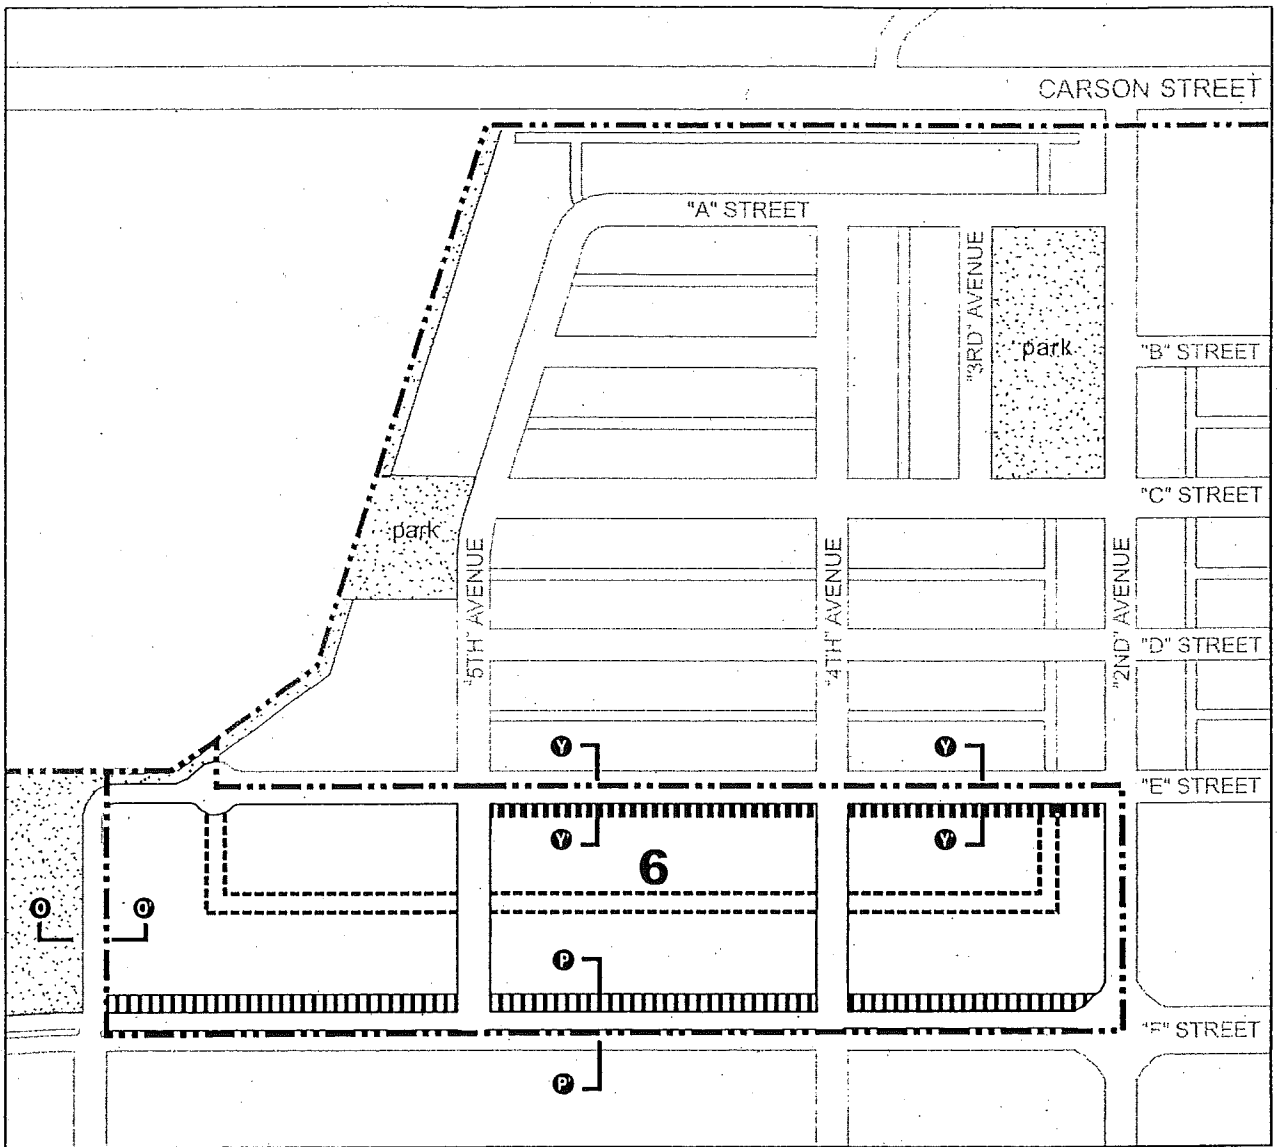 CARSON STREET
"A" STREET
"3RD" AVENUE
park
"B" STREET
"C" STREET
park
"5TH" AVENUE
"4TH" AVENUE
"2ND" AVENUE
"D" STREET
Y
Y
"E" STREET
Y'
Y'
6
O
O'
P
"F" STREET
P'